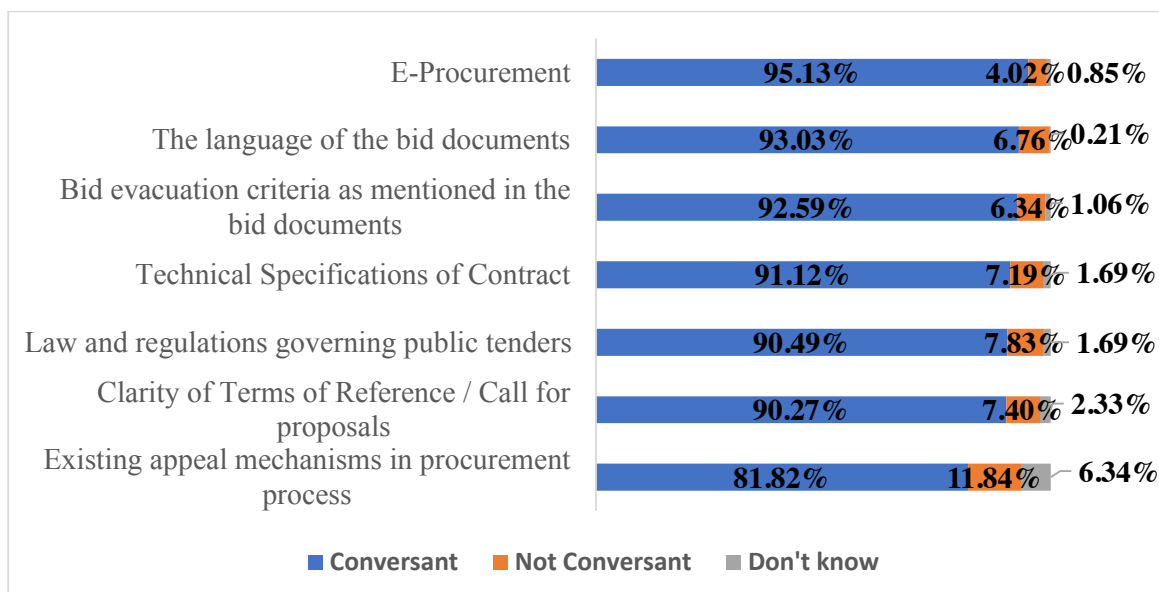 E-Procurement 95.13% 4.02% 0.85%
The language of the bid documents 93.03% 6.76% 0.21%
Bid evacuation criteria as mentioned in the
bid documents 92.59% 6.34% 1.06%
Technical Specifications of Contract 91.12% 7.19% 1.69%
Law and regulations governing public tenders 90.49% 7.83% 1.69%
Clarity of Terms of Reference / Call for
proposals 90.27% 7.40% 2.33%
Existing appeal mechanisms in procurement
process 81.82% 11.84% 6.34%
Conversant Not Conversant Don't know